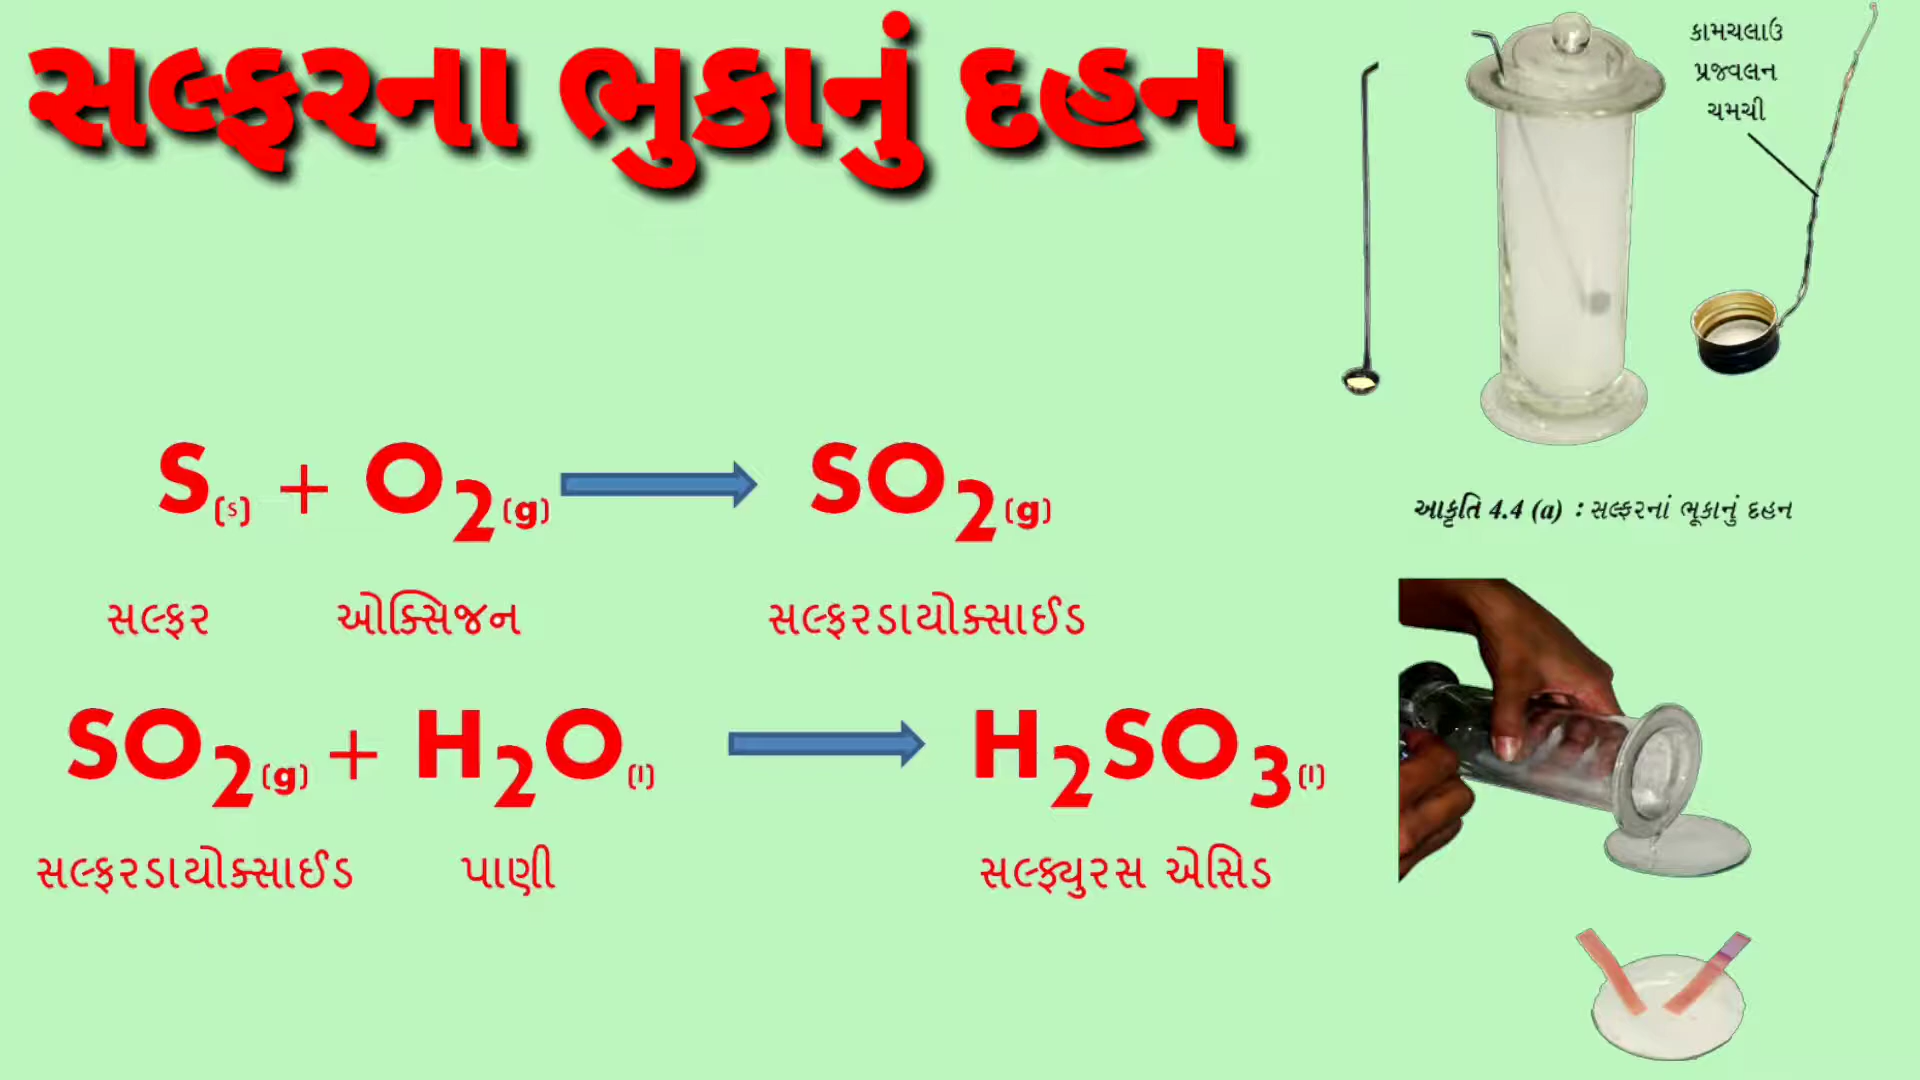 સલ્ફરના ભુકાનું દહન
કામચલાઉ
પ્રજ્વલન
ચમચી
S(s) + O2(g) → SO2(g)
સલ્ફર ઓક્સિજન સલ્ફરડાયોક્સાઈડ
SO2(g) + H2O(l) → H2SO3(l)
સલ્ફરડાયોક્સાઈડ પાણી સલ્ફ્યુરસ એસિડ
આકૃતિ 4.4 (a) : સલ્ફરનાં ભૂકાનું દહન